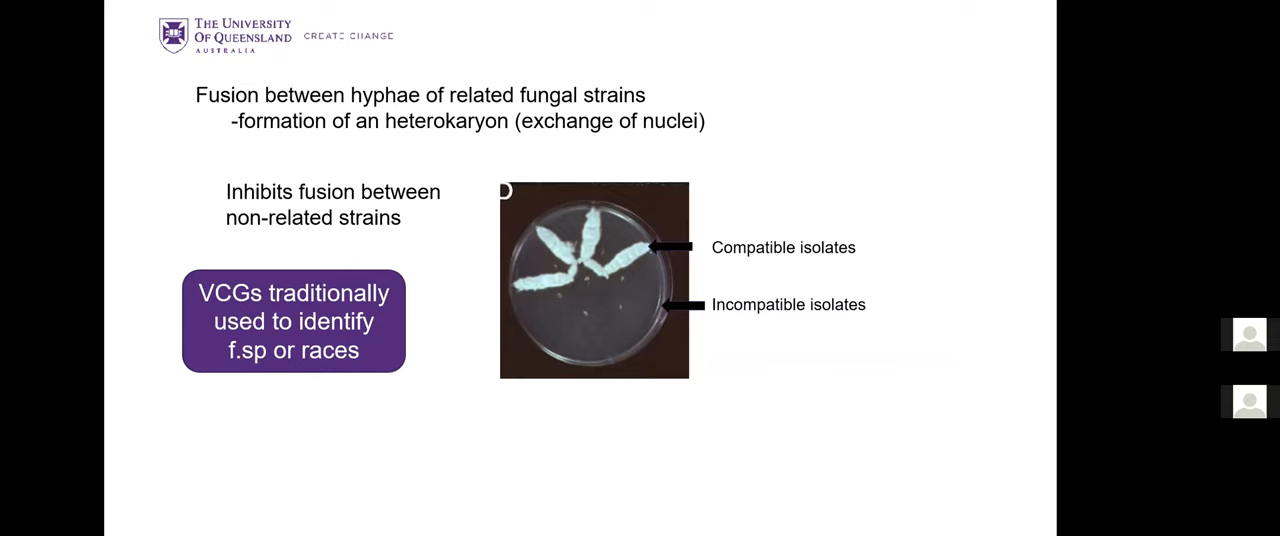 THE UNIVERSITY
OF QUEENSLAND
AUSTRALIA
CREATE CHANGE
Fusion between hyphae of related fungal strains
-formation of an heterokaryon (exchange of nuclei)
Inhibits fusion between
non-related strains
VCGs traditionally
used to identify
f.sp or races
D
Compatible isolates
Incompatible isolates